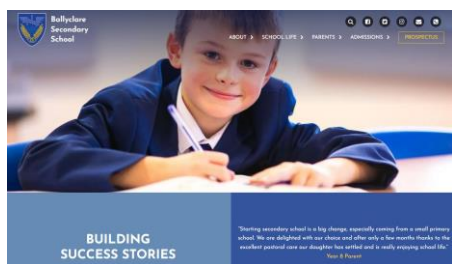 Ballyclare
Secondary
School
ABOUT
SCHOOL LIFE
PARENTS
ADMISSIONS
PROSPECTUS
BUILDING
SUCCESS STORIES
"Starting secondary school is a big change, especially coming from a small primary
school. We are delighted with our choice and after only a few months thanks to the
excellent pastoral care our daughter has settled and is really enjoying school life."
Year 8 Parent